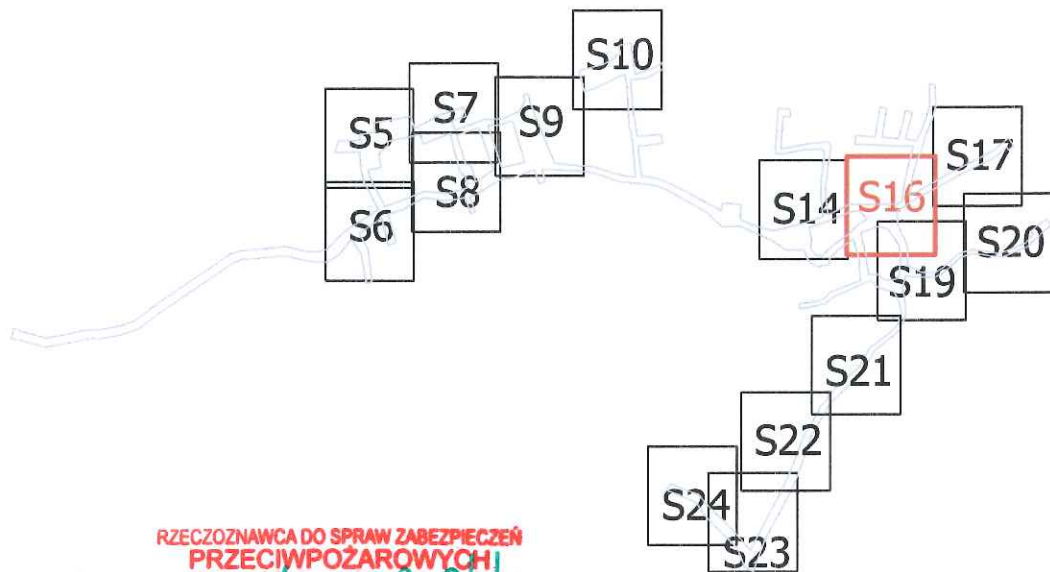 S10
S7
S5
S9
S8
S6
S17
S14
S16
S20
S19
S21
S22
S24
S23
RZECZOZNAWCA DO SPRAW ZABEZPIECZEŃ
PRZECIWPOŻAROWYCH